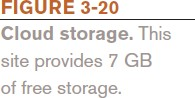 FIGURE 3-20
Cloud storage. This
site provides 7 GB
of free storage.